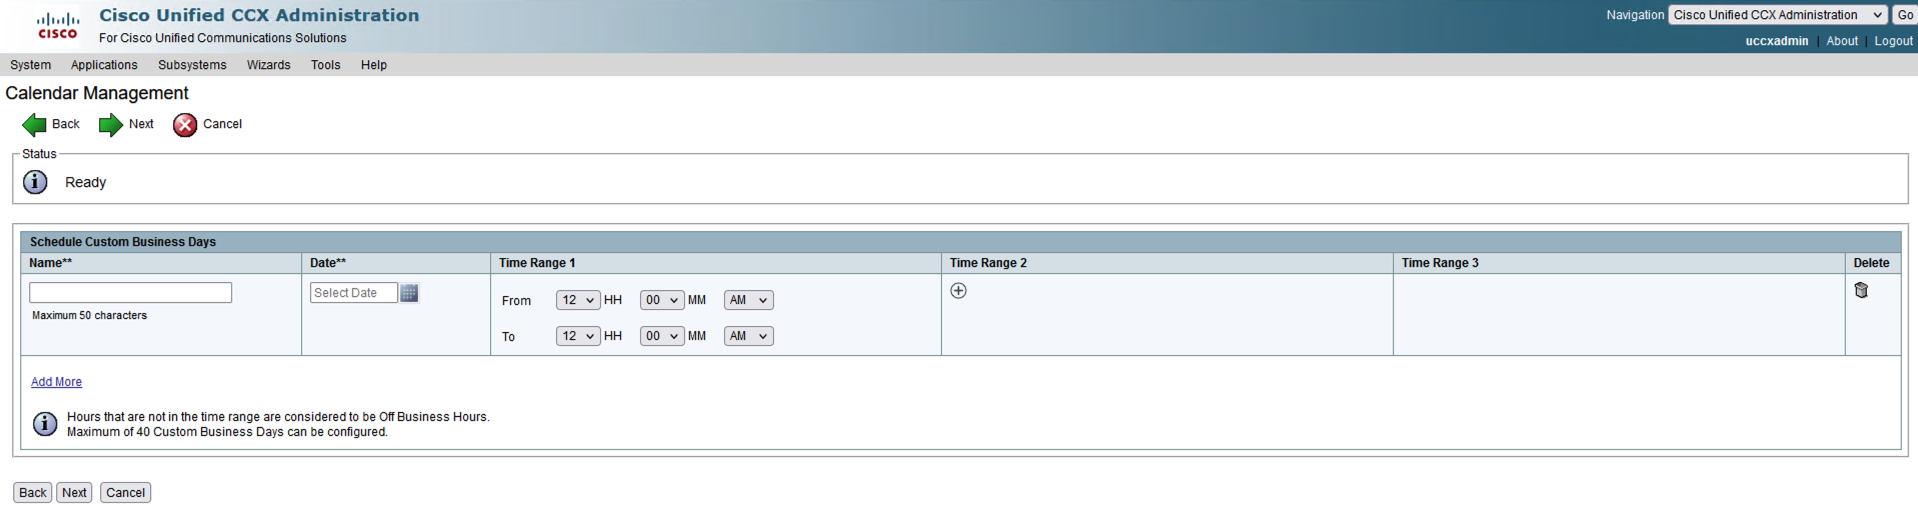 CISCO
Cisco Unified CCX Administration
For Cisco Unified Communications Solutions
Navigation Cisco Unified CCX Administration Go
uccxadmin | About | Logout
System Applications Subsystems Wizards Tools Help
Calendar Management
Back Next Cancel
Status
Ready
Schedule Custom Business Days
Name** Date** Time Range 1 Time Range 2 Time Range 3 Delete
Select Date
From 12 HH 00 MM AM
Maximum 50 characters
To 12 HH 00 MM AM
Add More
Hours that are not in the time range are considered to be Off Business Hours.
Maximum of 40 Custom Business Days can be configured.
Back Next Cancel